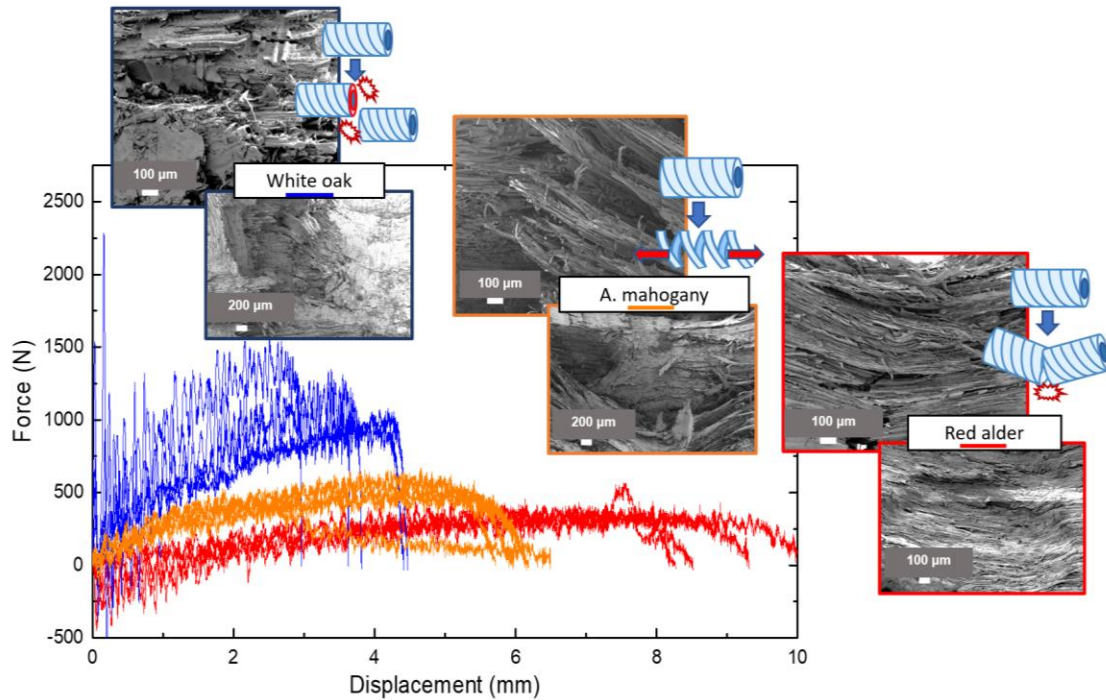 100 µm
White oak
200 µm
100 µm
A. mahogany
200 µm
100 µm
Red alder
100 µm
Force (N)
2500
2000
1500
1000
500
0
-500
0 2 4 6 8 10
Displacement (mm)